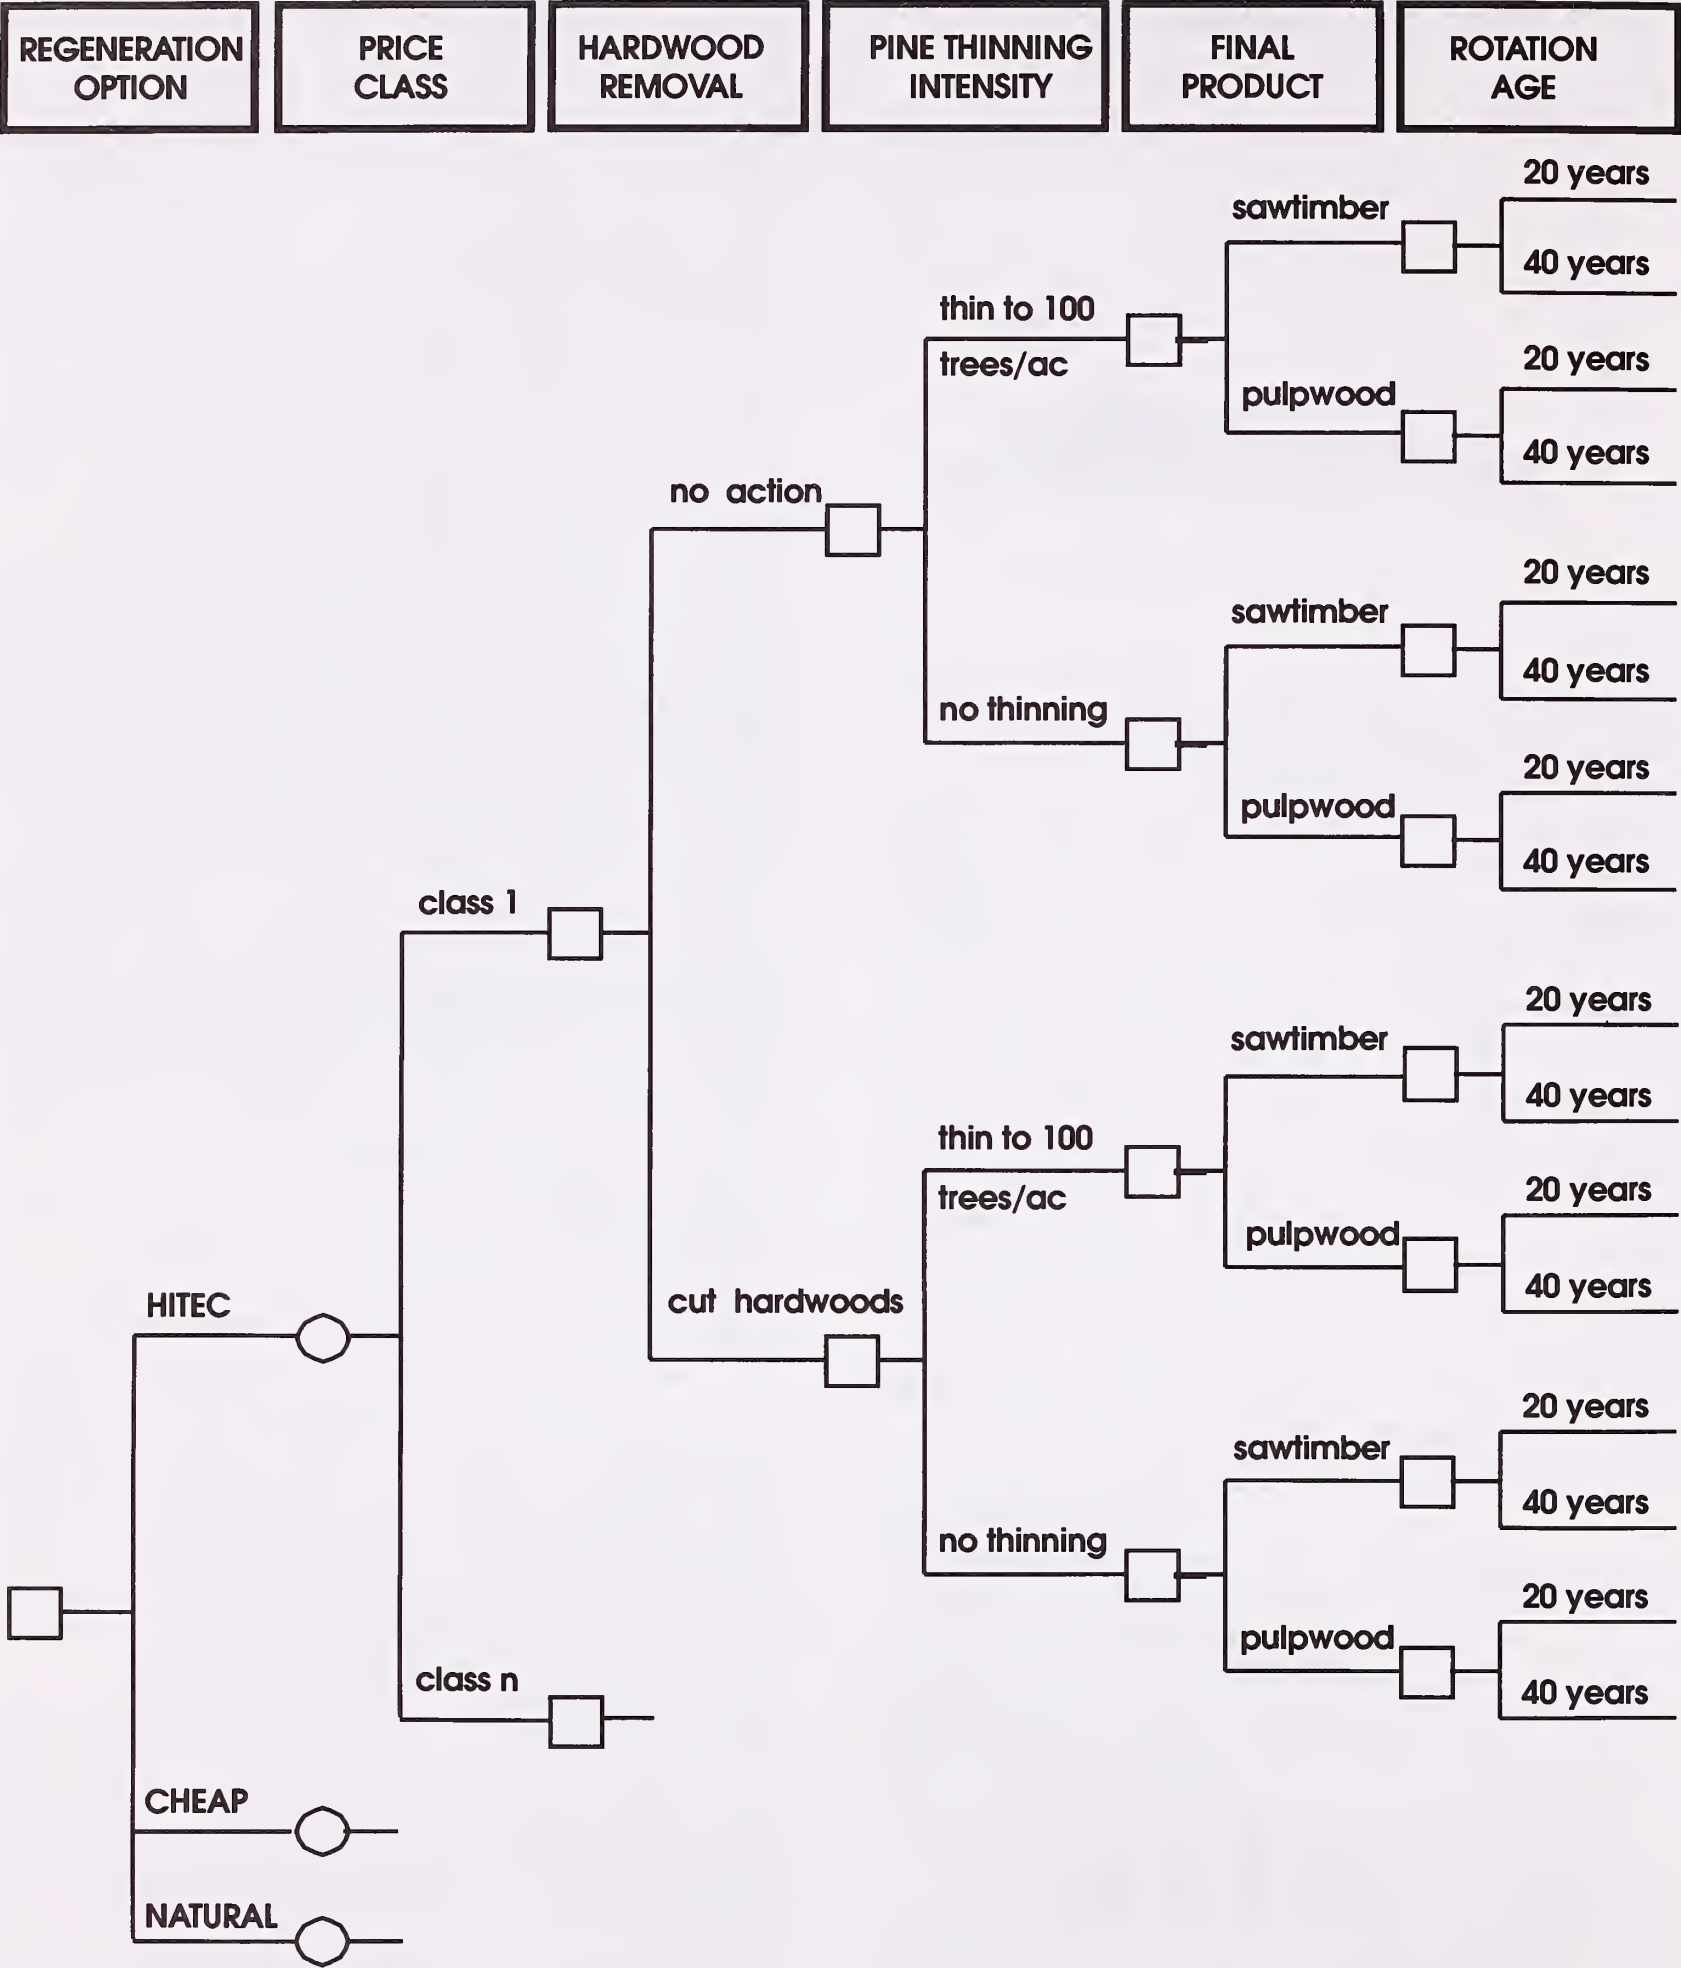 REGENERATION
OPTION
PRICE
CLASS
HARDWOOD
REMOVAL
PINE THINNING
INTENSITY
FINAL
PRODUCT
ROTATION
AGE
20 years
sawtimber
40 years
thin to 100
trees/ac
20 years
pulpwood
40 years
no action
20 years
sawtimber
40 years
no thinning
20 years
pulpwood
40 years
class 1
20 years
sawtimber
40 years
thin to 100
trees/ac
20 years
pulpwood
40 years
cut hardwoods
HITEC
20 years
sawtimber
40 years
no thinning
20 years
pulpwood
40 years
class n
CHEAP
NATURAL